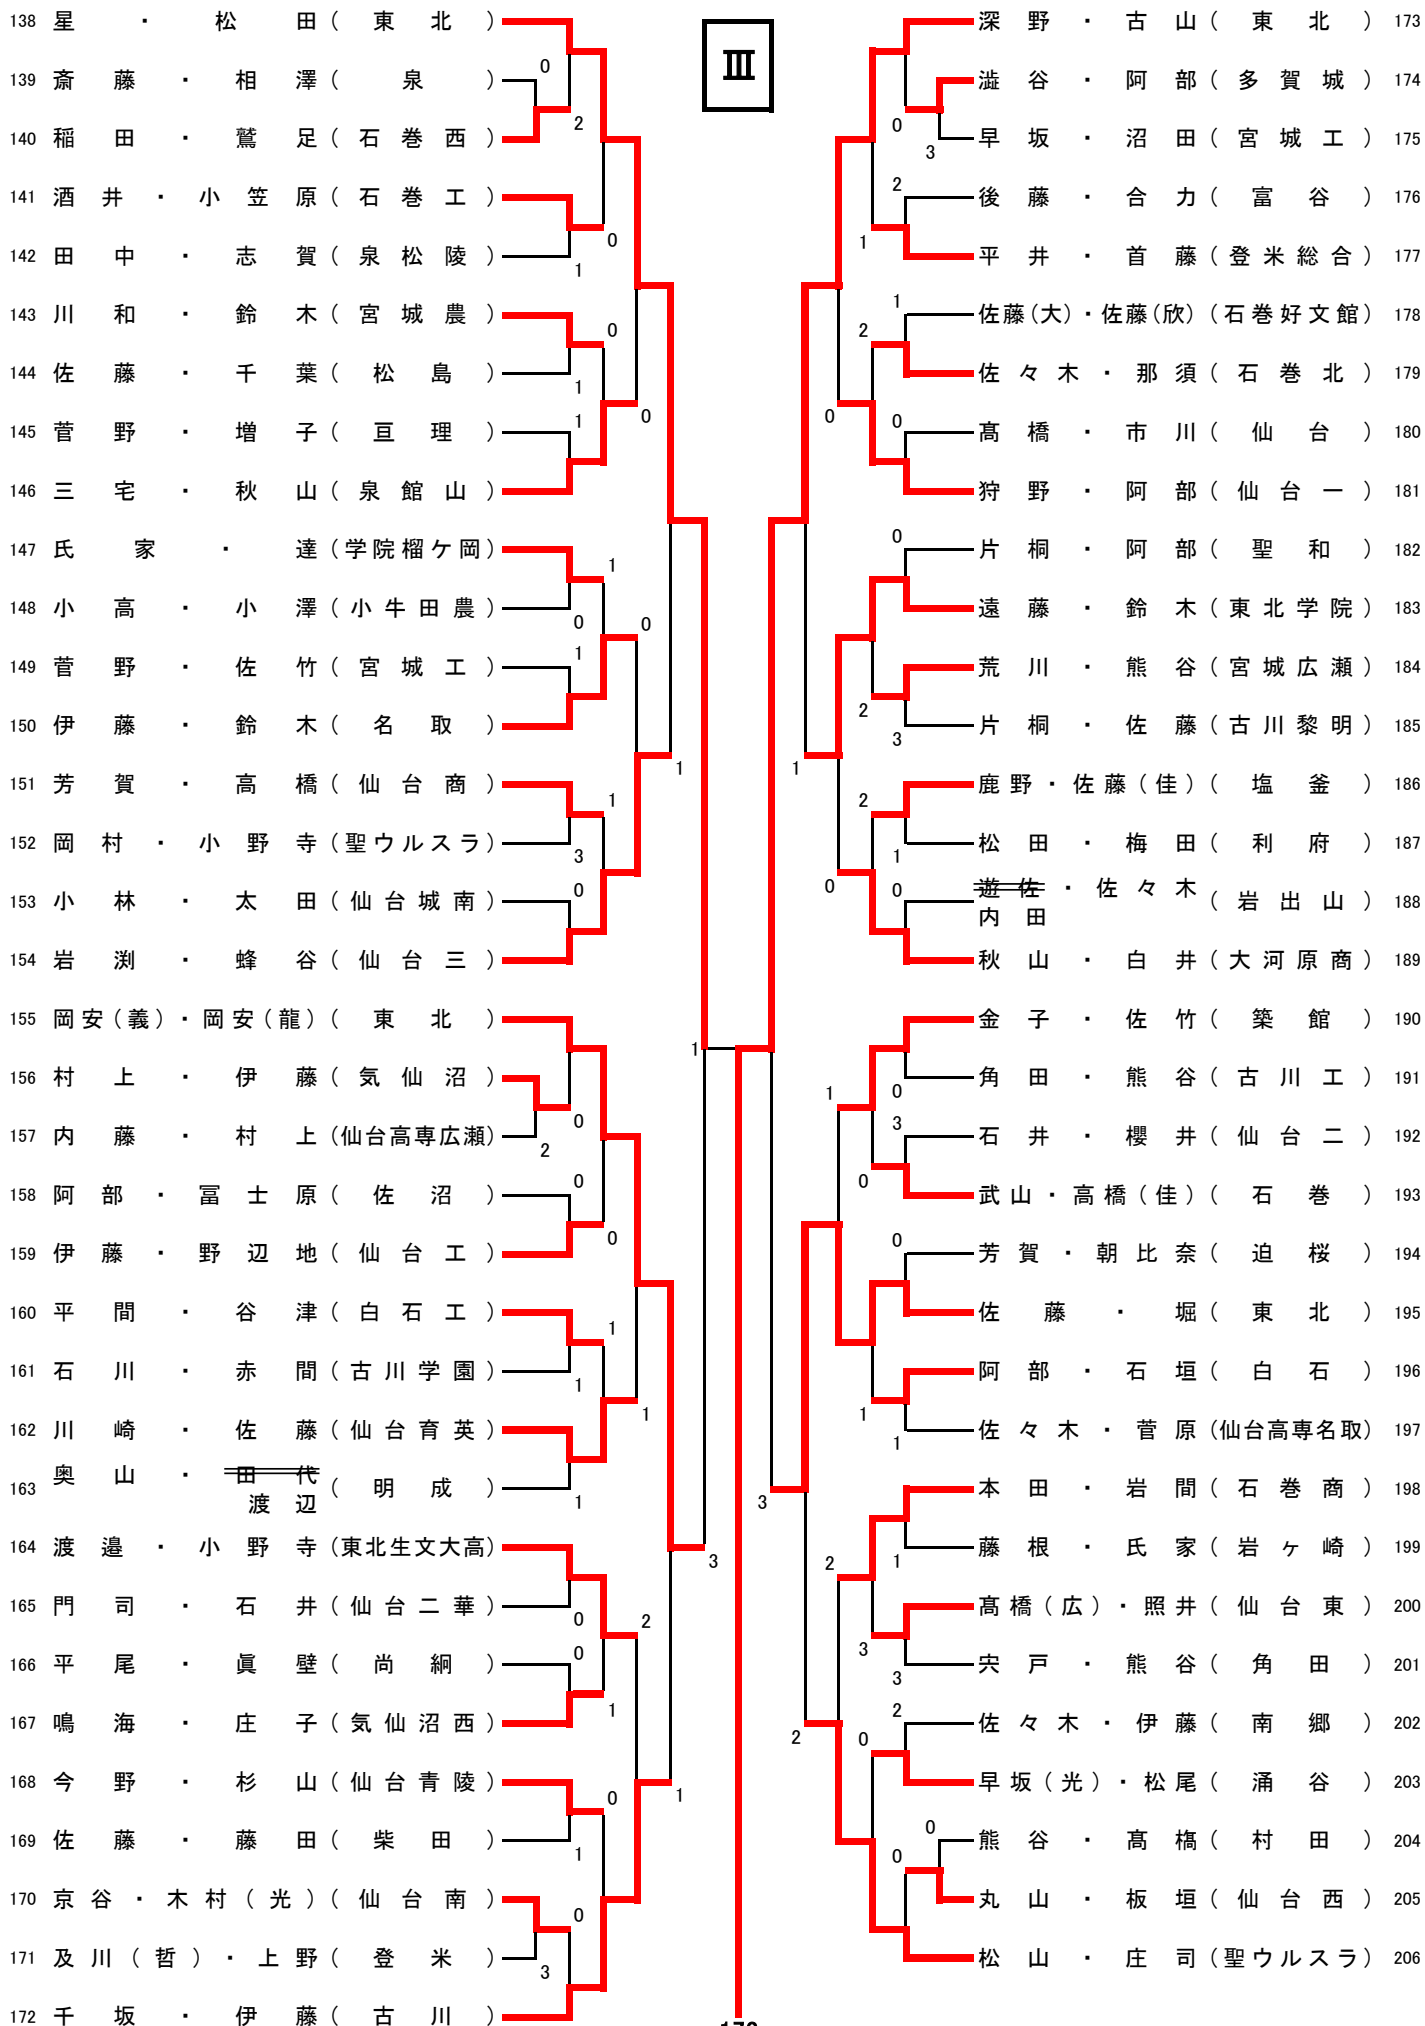 III
138 星・松田(東北)
139 斎藤・相澤(泉)
140 稲田・鷲足(石巻西)
141 酒井・小笠原(石巻工)
142 田中・志賀(泉松陵)
143 川和・鈴木(宮城農)
144 佐藤・千葉(松島)
145 菅野・増子(亘理)
146 三宅・秋山(泉館山)
147 氏家・達(学院榴ケ岡)
148 小高・小澤(小牛田農)
149 菅野・佐竹(宮城工)
150 伊藤・鈴木(名取)
151 芳賀・高橋(仙台商)
152 岡村・小野寺(聖ウルスラ)
153 小林・太田(仙台城南)
154 岩渕・蜂谷(仙台三)
155 岡安(義)・岡安(龍)(東北)
156 村上・伊藤(気仙沼)
157 内藤・村上(仙台高専広瀬)
158 阿部・冨士原(佐沼)
159 伊藤・野辺地(仙台工)
160 平間・谷津(白石工)
161 石川・赤間(古川学園)
162 川崎・佐藤(仙台育英)
163 奥山・田代(明成)
渡辺
164 渡邉・小野寺(東北生文大高)
165 門司・石井(仙台二華)
166 平尾・眞壁(尚絅)
167 鳴海・庄子(気仙沼西)
168 今野・杉山(仙台青陵)
169 佐藤・藤田(柴田)
170 京谷・木村(光)(仙台南)
171 及川(哲)・上野(登米)
172 千坂・伊藤(古川)
0
2
0
1
0
1
1
0
1
0
0
1
1
1
3
0
1
0
2
0
0
1
1
1
1
3
0
2
0
1
1
0
1
0
3
深野・古山(東北) 173
澁谷・阿部(多賀城) 174
早坂・沼田(宮城工) 175
後藤・合力(富谷) 176
平井・首藤(登米総合) 177
佐藤(大)・佐藤(欣)(石巻好文館) 178
佐々木・那須(石巻北) 179
髙橋・市川(仙台) 180
狩野・阿部(仙台一) 181
片桐・阿部(聖和) 182
遠藤・鈴木(東北学院) 183
荒川・熊谷(宮城広瀬) 184
片桐・佐藤(古川黎明) 185
鹿野・佐藤(佳)(塩釜) 186
松田・梅田(利府) 187
遊佐・佐々木(岩出山) 188
内田
秋山・白井(大河原商) 189
金子・佐竹(築館) 190
角田・熊谷(古川工) 191
石井・櫻井(仙台二) 192
武山・高橋(佳)(石巻) 193
芳賀・朝比奈(迫桜) 194
佐藤・堀(東北) 195
阿部・石垣(白石) 196
佐々木・菅原(仙台高専名取) 197
本田・岩間(石巻商) 198
藤根・氏家(岩ヶ崎) 199
髙橋(広)・照井(仙台東) 200
宍戸・熊谷(角田) 201
佐々木・伊藤(南郷) 202
早坂(光)・松尾(涌谷) 203
熊谷・髙橋(村田) 204
丸山・板垣(仙台西) 205
松山・庄司(聖ウルスラ) 206
0
3
2
1
1
2
0
0
0
2
3
1
2
1
0
0
1
0
1
3
0
0
1
1
3
2
1
3
3
2
2
0
0
0